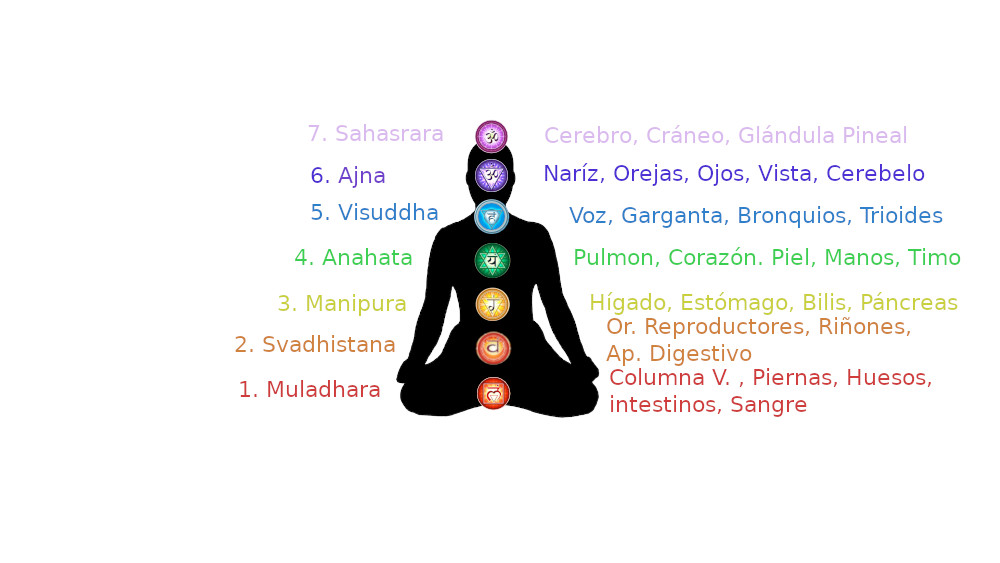 7. Sahasrara
Cerebro, Cráneo, Glándula Pineal
6. Ajna
Naríz, Orejas, Ojos, Vista, Cerebelo
5. Visuddha
Voz, Garganta, Bronquios, Trioides
4. Anahata
Pulmon, Corazón. Piel, Manos, Timo
3. Manipura
Hígado, Estómago, Bilis, Páncreas
2. Svadhistana
Or. Reproductores, Riñones,
Ap. Digestivo
1. Muladhara
Columna V. , Piernas, Huesos,
intestinos, Sangre